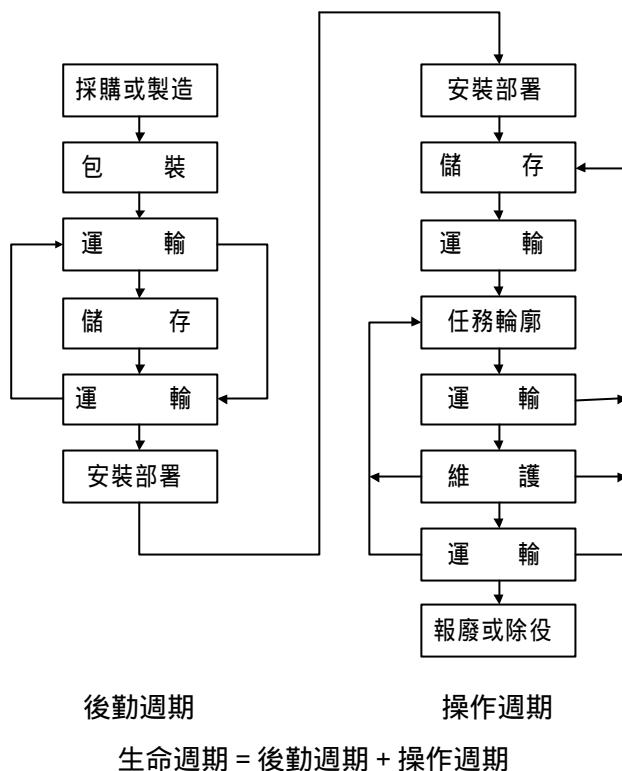 採購或製造
包裝
運輸
儲存
運輸
安裝部署
安裝部署
儲存
運輸
任務輪廓
運輸
維護
運輸
報廢或除役
後勤週期
操作週期
生命週期 = 後勤週期 + 操作週期